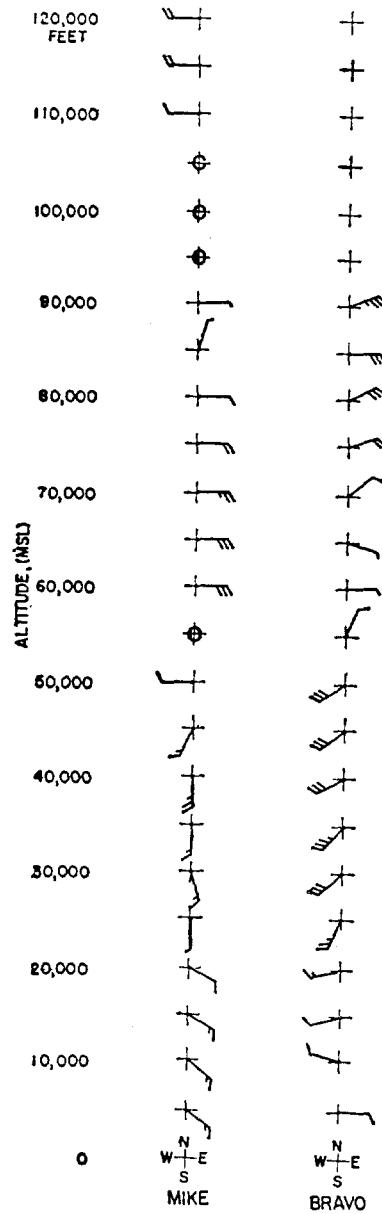 120,000
FEET
110,000
100,000
90,000
80,000
70,000
60,000
50,000
40,000
30,000
20,000
10,000
0
ALTITUDE, (MSL)
N
W E
S
MIKE
N
W E
S
BRAVO